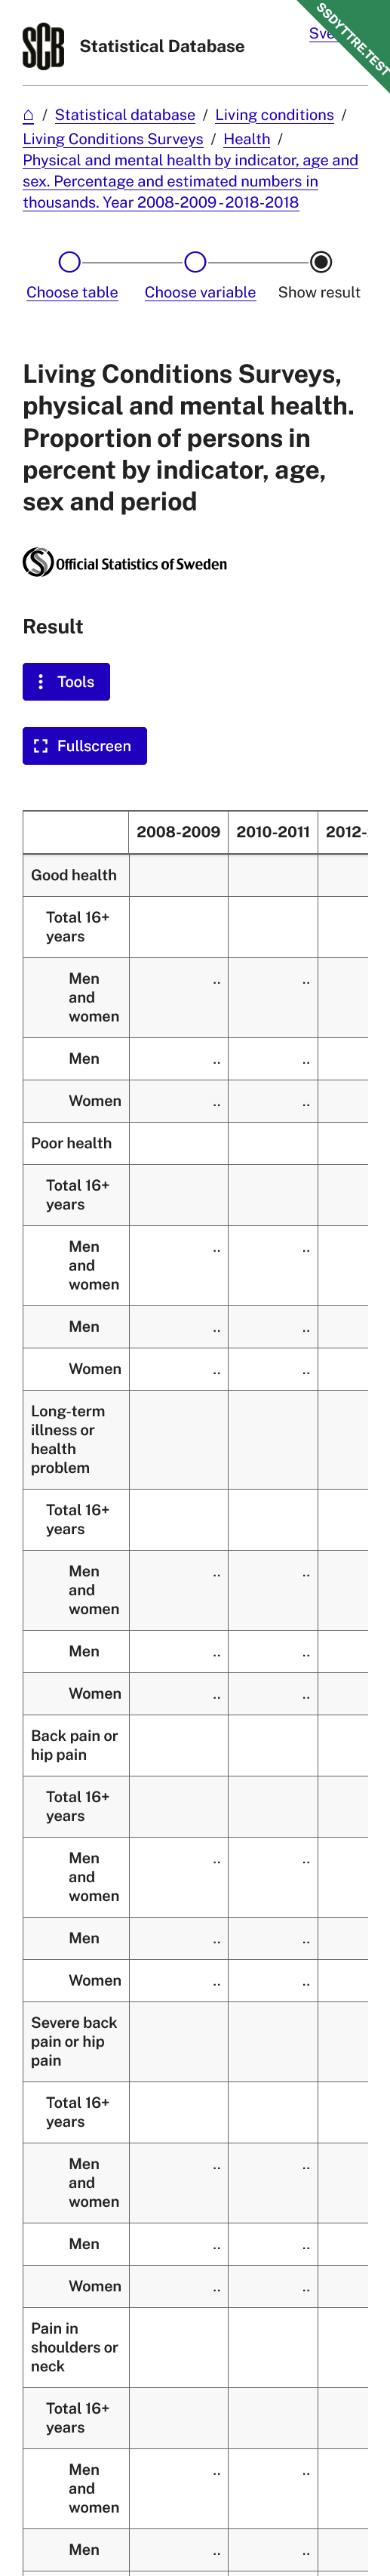 SCB
Statistical Database
SSDYTTRE.TEST
⌂ / Statistical database / Living conditions /
Living Conditions Surveys / Health /
Physical and mental health by indicator, age and
sex. Percentage and estimated numbers in
thousands. Year 2008-2009 - 2018-2018
Choose table Choose variable Show result
Living Conditions Surveys,
physical and mental health.
Proportion of persons in
percent by indicator, age,
sex and period
Official Statistics of Sweden
Result
Tools
Fullscreen
2008-2009 2010-2011
Good health
Total 16+
years
Men
and
women
.. ..
Men .. ..
Women .. ..
Poor health
Total 16+
years
Men
and
women
.. ..
Men .. ..
Women .. ..
Long-term
illness or
health
problem
Total 16+
years
Men
and
women
.. ..
Men .. ..
Women .. ..
Back pain or
hip pain
Total 16+
years
Men
and
women
.. ..
Men .. ..
Women .. ..
Severe back
pain or hip
pain
Total 16+
years
Men
and
women
.. ..
Men .. ..
Women .. ..
Pain in
shoulders or
neck
Total 16+
years
Men
and
women
.. ..
Men .. ..